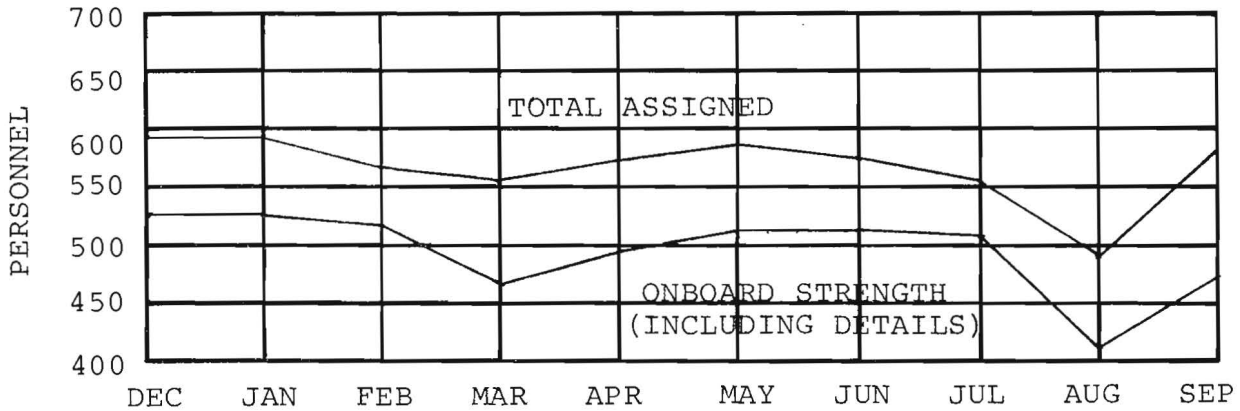 700
650
600
550
500
450
400
PERSONNEL
TOTAL ASSIGNED
ONBOARD STRENGTH
(INCLUDING DETAILS)
DEC JAN FEB MAR APR MAY JUN JUL AUG SEP